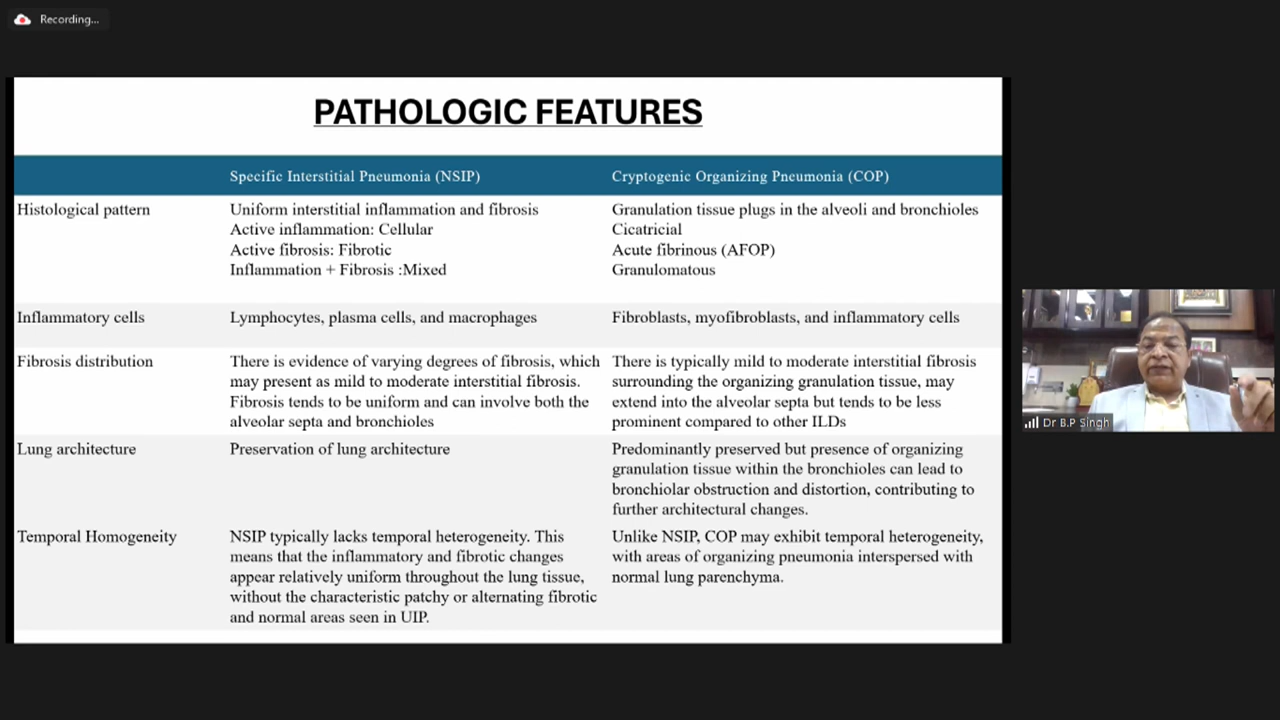 Recording...
PATHOLOGIC FEATURES
Specific Interstitial Pneumonia (NSIP)
Cryptogenic Organizing Pneumonia (COP)
Histological pattern
Uniform interstitial inflammation and fibrosis
Active inflammation: Cellular
Active fibrosis: Fibrotic
Inflammation + Fibrosis :Mixed
Granulation tissue plugs in the alveoli and bronchioles
Cicatricial
Acute fibrinous (AFOP)
Granulomatous
Inflammatory cells
Lymphocytes, plasma cells, and macrophages
Fibroblasts, myofibroblasts, and inflammatory cells
Fibrosis distribution
There is evidence of varying degrees of fibrosis, which
may present as mild to moderate interstitial fibrosis.
Fibrosis tends to be uniform and can involve both the
alveolar septa and bronchioles
There is typically mild to moderate interstitial fibrosis
surrounding the organizing granulation tissue, may
extend into the alveolar septa but tends to be less
prominent compared to other ILDs
Lung architecture
Preservation of lung architecture
Predominantly preserved but presence of organizing
granulation tissue within the bronchioles can lead to
bronchiolar obstruction and distortion, contributing to
further architectural changes.
Temporal Homogeneity
NSIP typically lacks temporal heterogeneity. This
means that the inflammatory and fibrotic changes
appear relatively uniform throughout the lung tissue,
without the characteristic patchy or alternating fibrotic
and normal areas seen in UIP.
Unlike NSIP, COP may exhibit temporal heterogeneity,
with areas of organizing pneumonia interspersed with
normal lung parenchyma.
Dr B.P Singh